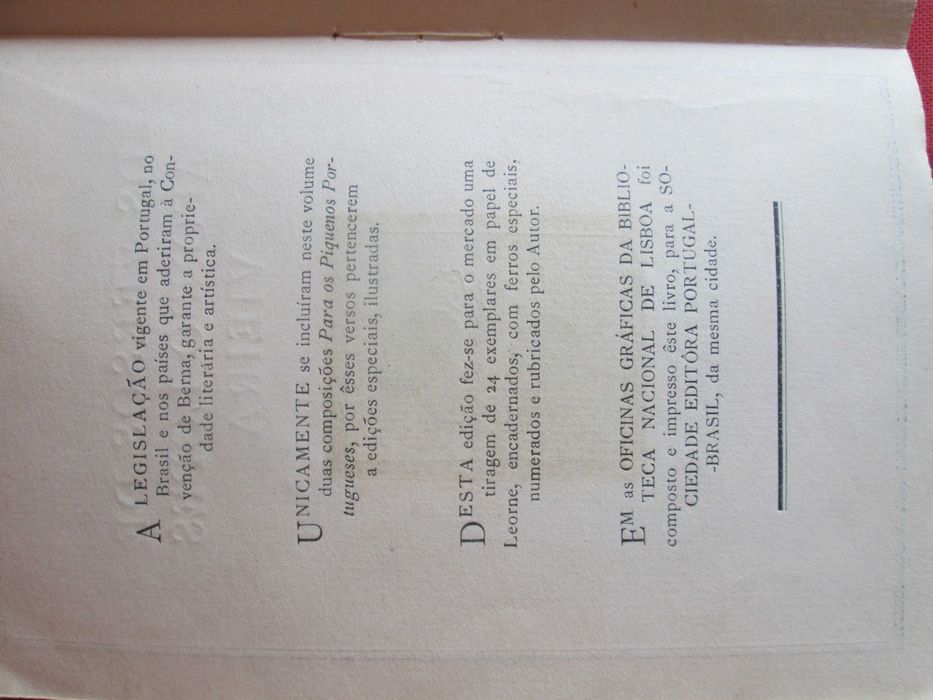 A LEGISLAÇÃO vigente em Portugal, no
Brasil e nos países que aderiram à Con-
venção de Berna, garante a proprie-
dade literária e artística.
UNICAMENTE se incluíram neste volume
duas composições Para os Piquenos Por-
tugueses, por êsses versos pertencerem
a edições especiais, ilustradas.
DESTA edição fez-se para o mercado uma
tiragem de 24 exemplares em papel de
Leorne, encadernados, com ferros especiais,
numerados e rubricados pelo Autor.
EM as OFICINAS GRÁFICAS DA BIBLIO-
TECA NACIONAL DE LISBOA foi
composto e impresso êste livro, para a SO-
CIEDADE EDITÔRA PORTUGAL-
-BRASIL, da mesma cidade.